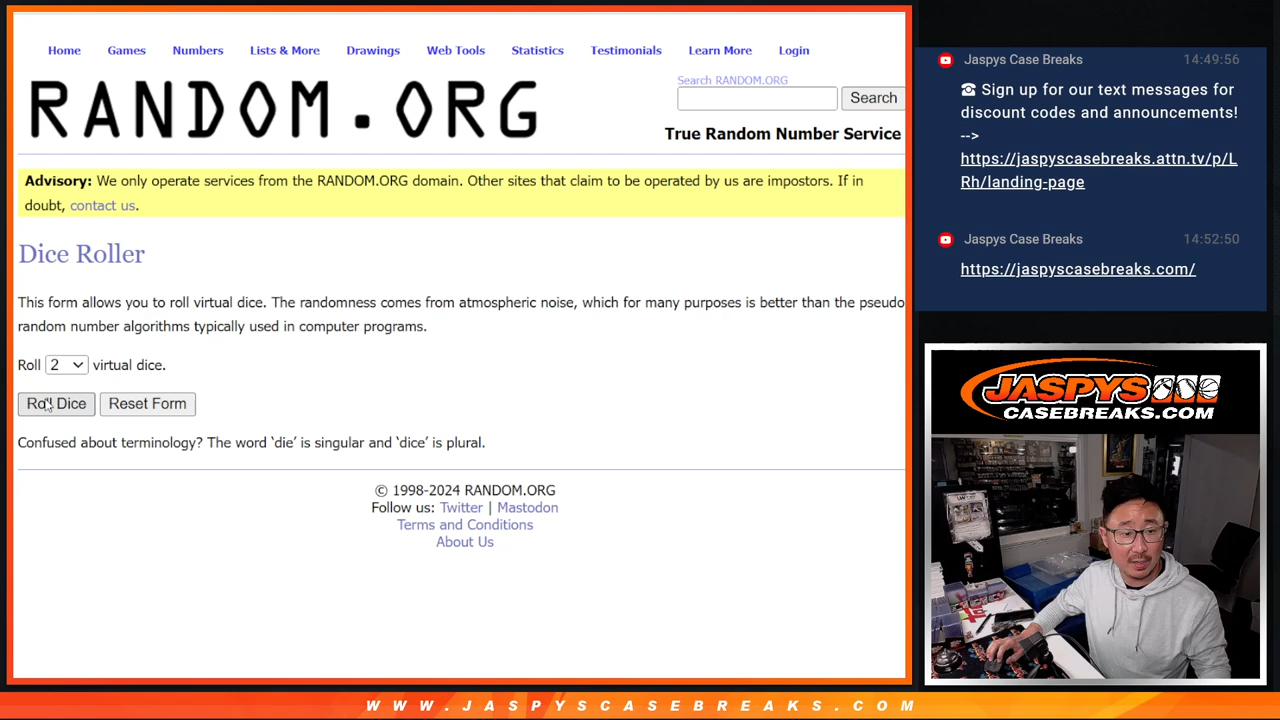 Home Games Numbers Lists & More Drawings Web Tools Statistics Testimonials Learn More Login
RANDOM.ORG
Search RANDOM.ORG
Search
True Random Number Service
Advisory: We only operate services from the RANDOM.ORG domain. Other sites that claim to be operated by us are impostors. If in
doubt, contact us.
Dice Roller
This form allows you to roll virtual dice. The randomness comes from atmospheric noise, which for many purposes is better than the pseudo
random number algorithms typically used in computer programs.
Roll 2 virtual dice.
Roll Dice Reset Form
Confused about terminology? The word ‘die’ is singular and ‘dice’ is plural.
© 1998-2024 RANDOM.ORG
Follow us: Twitter | Mastodon
Terms and Conditions
About Us
Jaspys Case Breaks 14:49:56
☎ Sign up for our text messages for
discount codes and announcements!
-->
https://jaspyscasebreaks.attn.tv/p/L
Rh/landing-page
Jaspys Case Breaks 14:52:50
https://jaspyscasebreaks.com/
JASPYS
CASEBREAKS.COM
WWW.JASPYSCASEBREAKS.COM